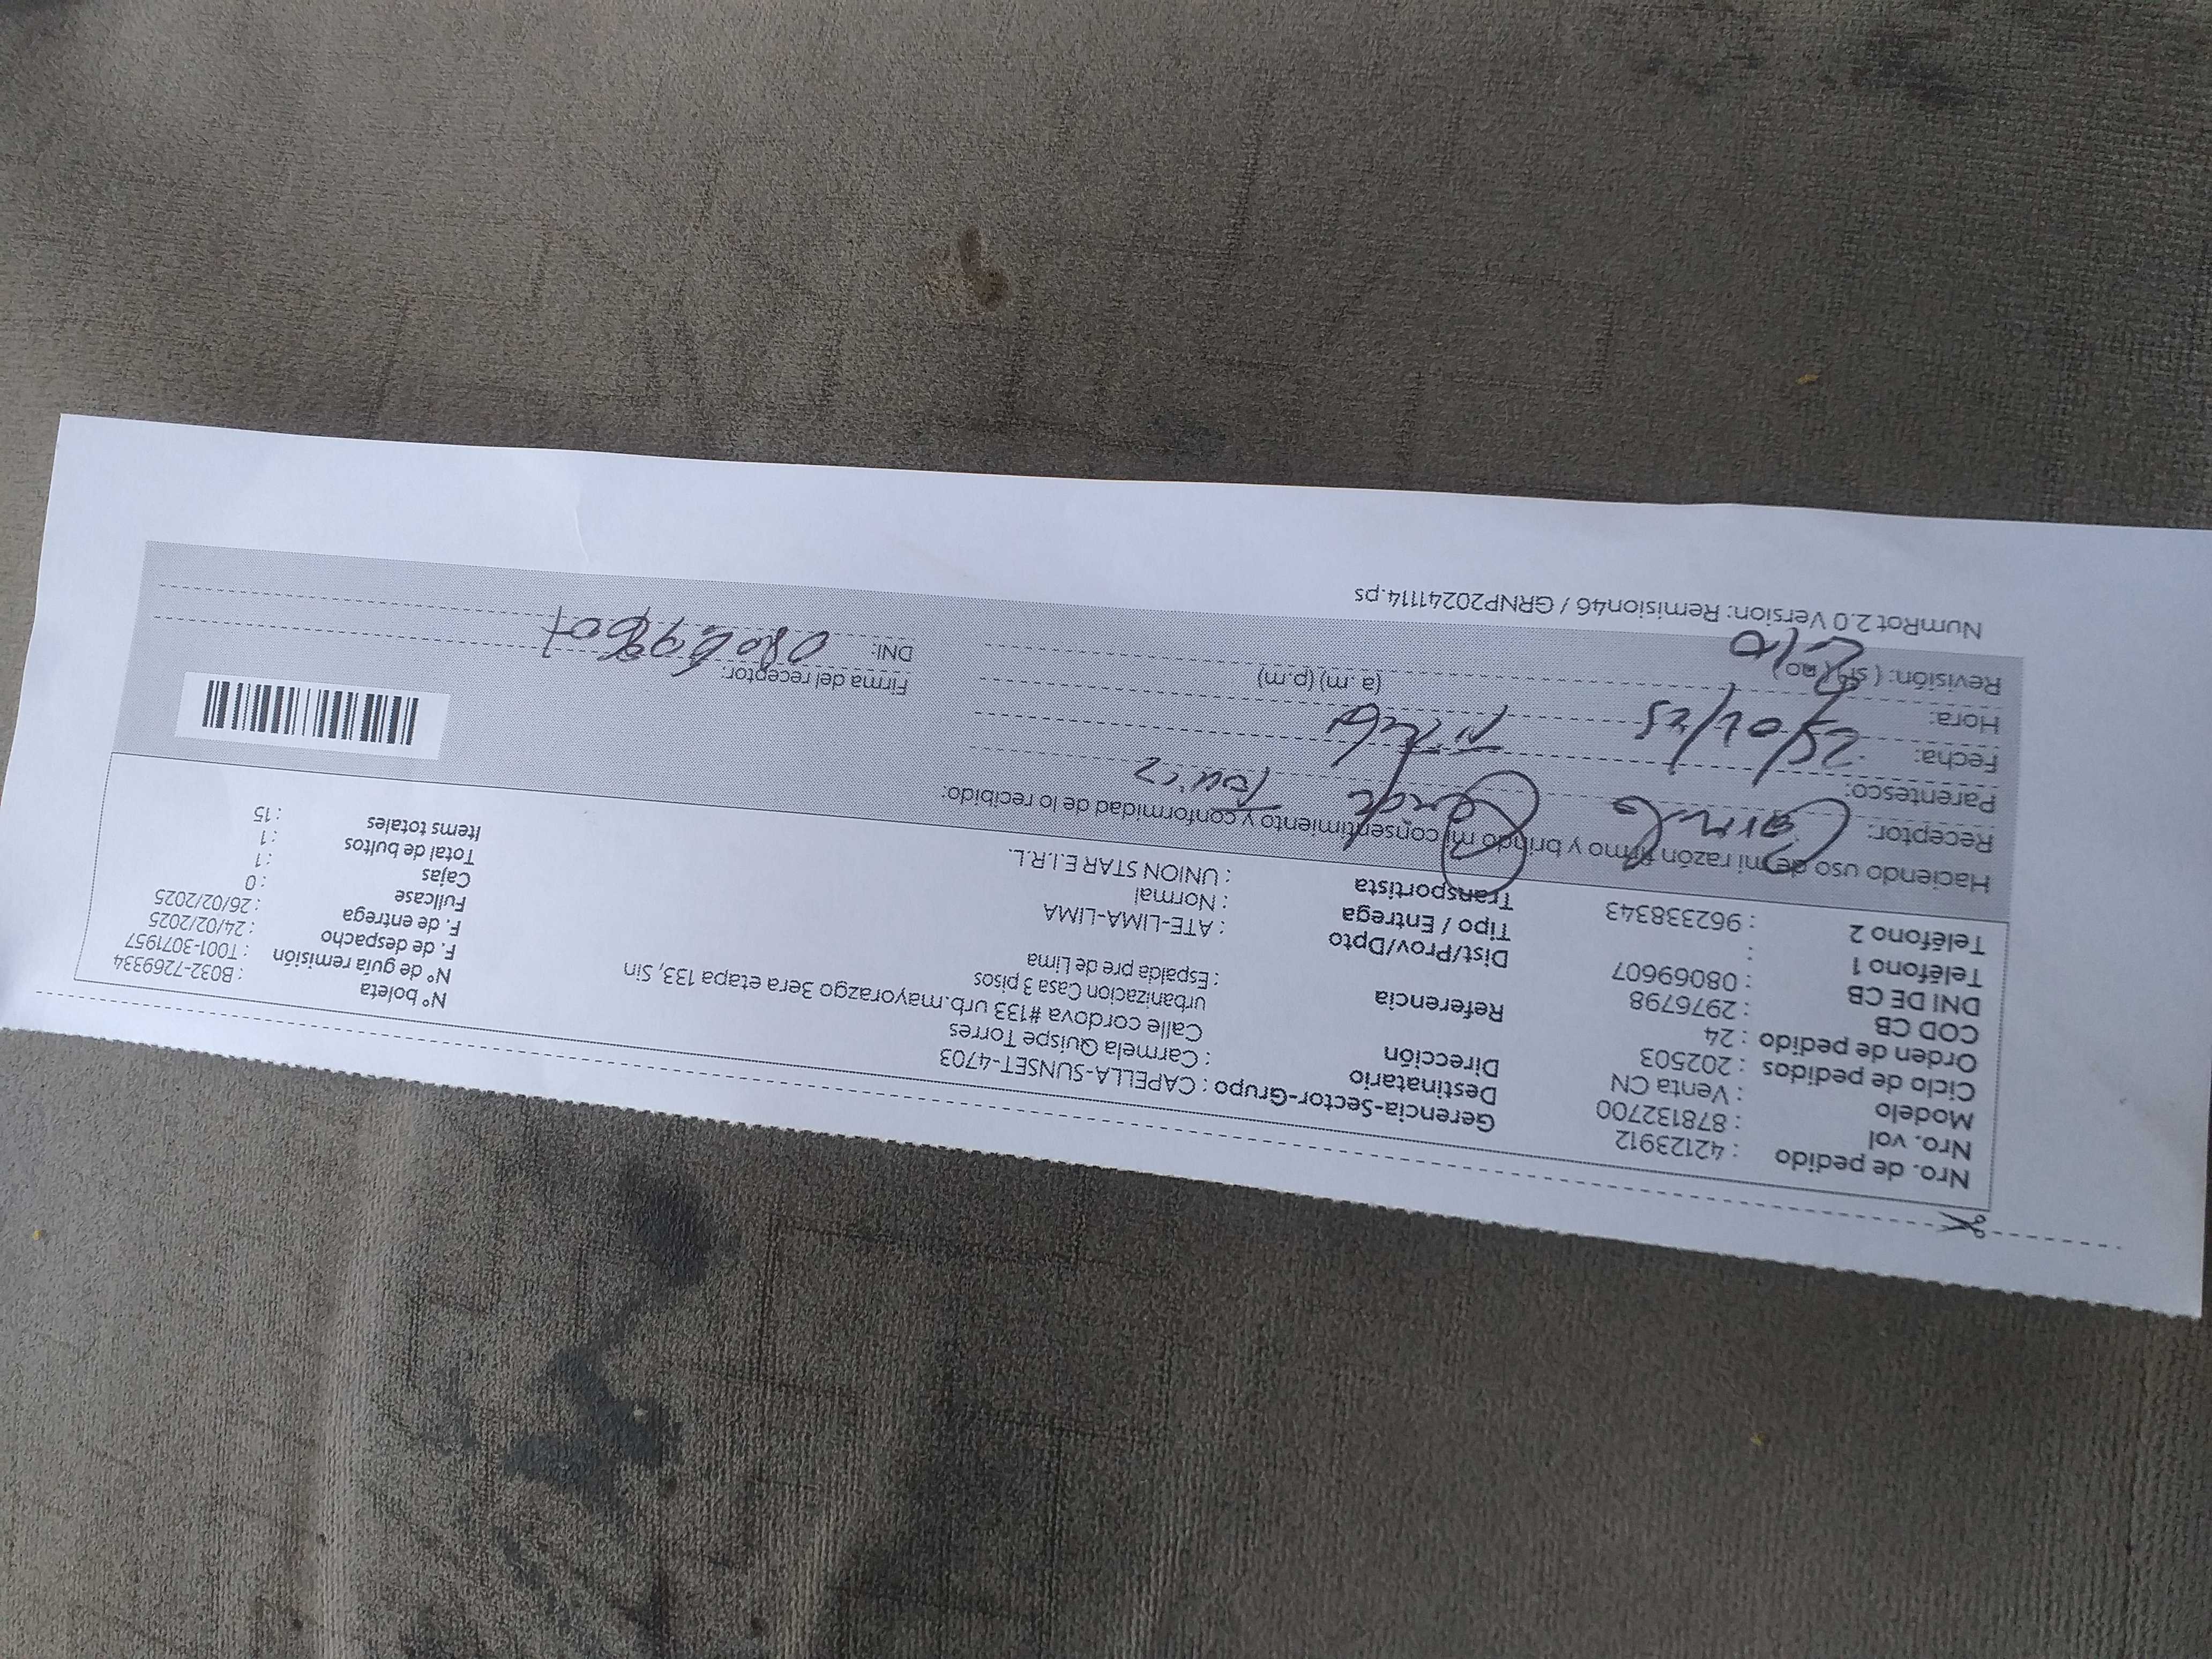 Nro. de pedido : 42123912
Nro. vol : 878132700
Modelo : Venta CN
Ciclo de pedidos : 202503
Orden de pedido : 24
COD CB : 2976798
DNI DE CB : 08069607
Teléfono 1 :
Teléfono 2 : 962338343
Gerencia-Sector-Grupo : CAPELLA-SUNSET-4703
Destinatario : Carmela Quispe Torres
Dirección Calle cordova #133 urb.mayorazgo 3era etapa 133, Sin
urbanizacion Casa 3 pisos
Referencia : Espalda pre de Lima
Dist/Prov/Dpto : ATE-LIMA-LIMA
Tipo / Entrega : Normal
Transportista : UNION STAR E.I.R.L.
N° boleta : B032-7269334
N° de guía remisión : T001-3071957
F. de despacho : 24/02/2025
F. de entrega : 26/02/2025
Fullcase : 0
Cajas : 1
Total de bultos : 1
Items totales : 15
Haciendo uso de mi razón firmo y brindo mi consentimiento y conformidad de lo recibido:
Receptor: Carmela
Parentesco:
Fecha:
Hora: (a.m) (p.m)
Revisión: (si) (no)
Firma del receptor:
DNI:
NumRot 2.0 Version: Remision46 / GRNP20241114.ps